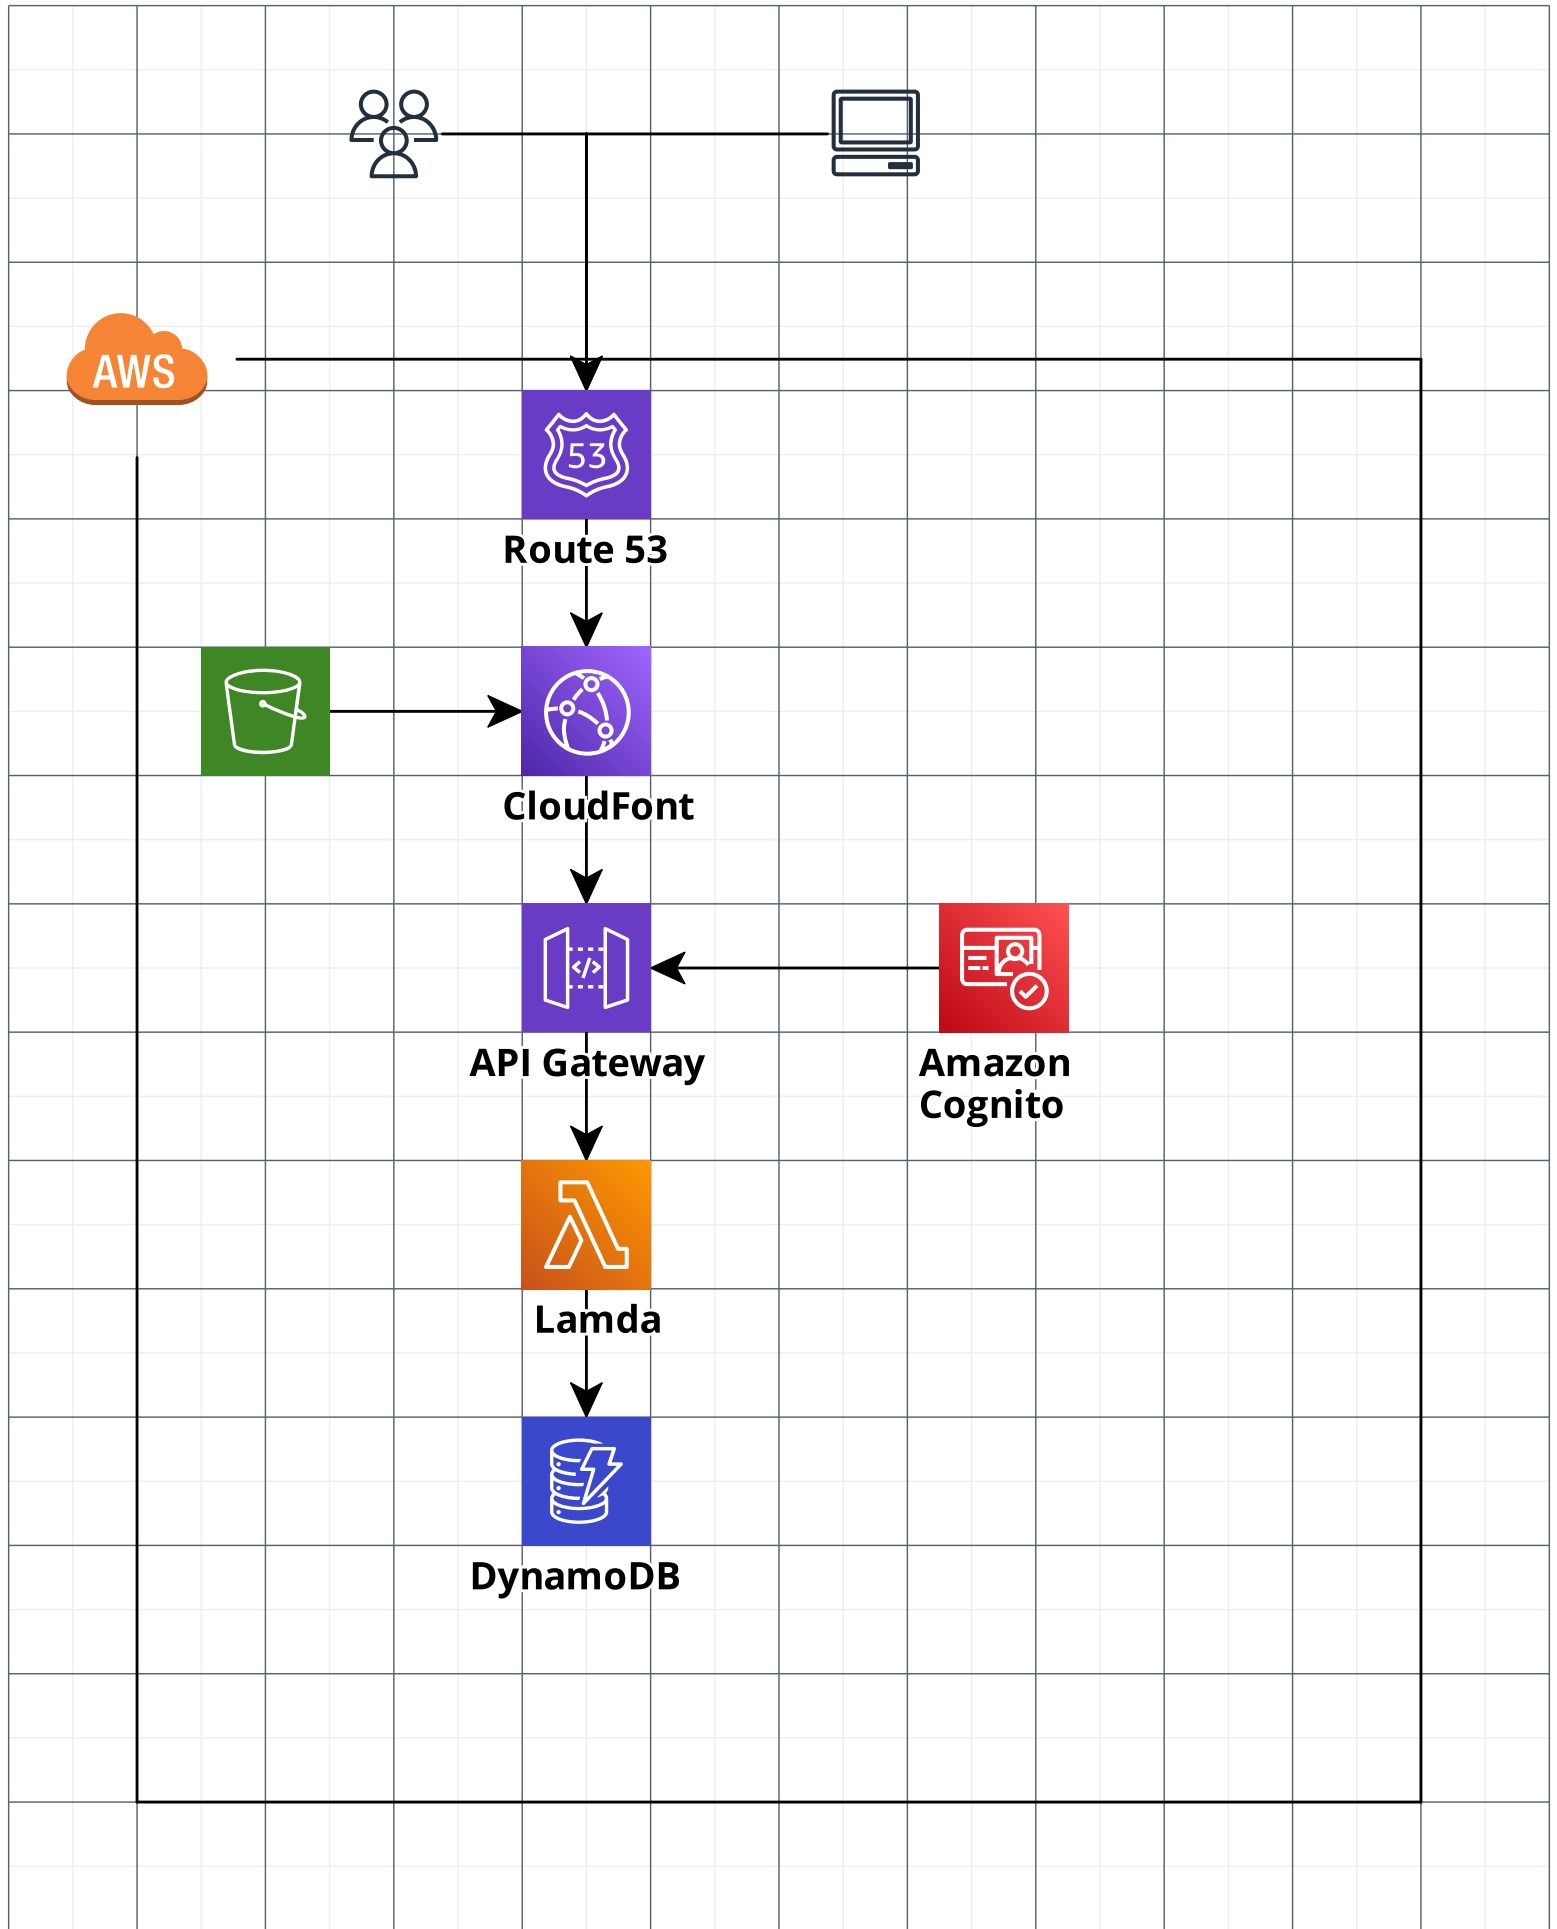 AWS
53
Route 53
CloudFont
</>
API Gateway
Amazon
Cognito
Lamda
DynamoDB